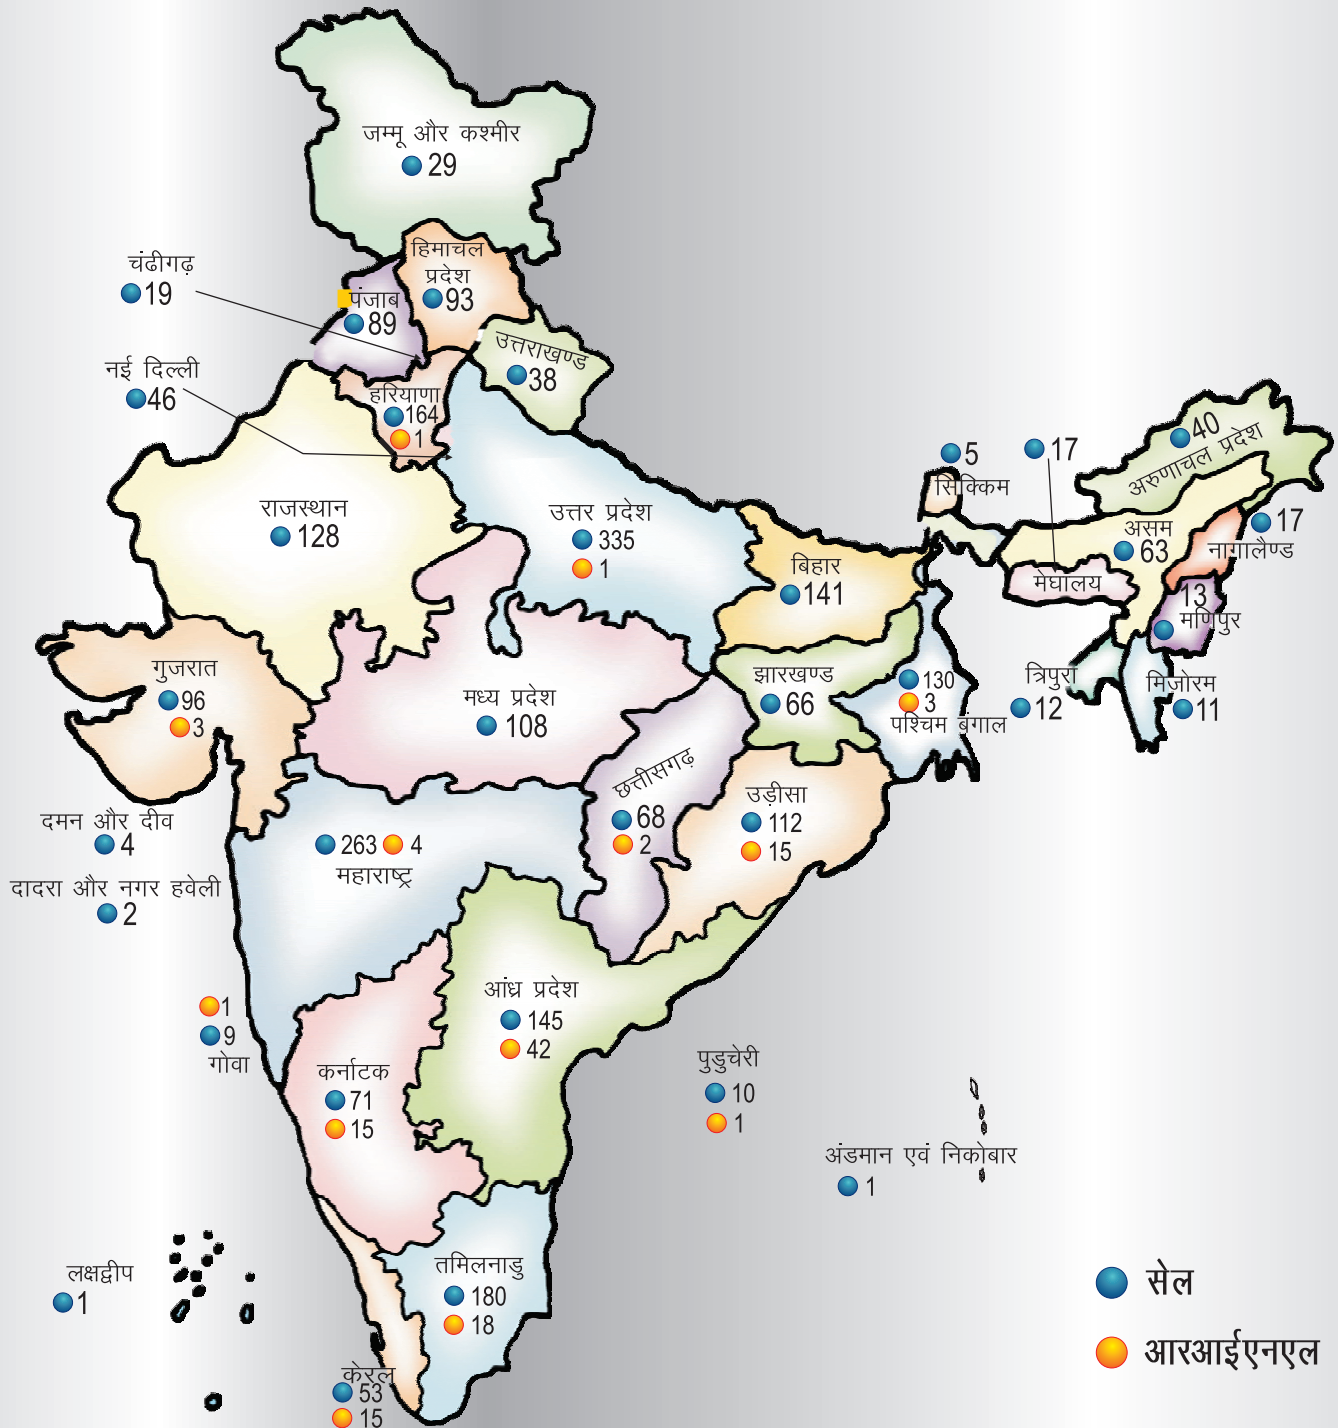 जम्मू और कश्मीर
29
हिमाचल
प्रदेश
93
चंढीगढ़
19
पंजाब
89
उत्तराखण्ड
38
नई दिल्ली
46
हरियाणा
164
1
40
अरुणाचल प्रदेश
5
सिक्किम
17
राजस्थान
128
उत्तर प्रदेश
335
1
असम
63
17
नागालैण्ड
बिहार
141
मेघालय
13
मणिपुर
गुजरात
96
3
मध्य प्रदेश
108
झारखण्ड
66
130
3
पश्चिम बंगाल
त्रिपुरा
12
मिज़ोरम
11
छत्तीसगढ़
68
2
उड़ीसा
112
15
दमन और दीव
4
263 4
महाराष्ट्र
दादरा और नगर हवेली
2
आंध्र प्रदेश
145
42
1
9
गोवा
कर्नाटक
71
15
पुडुचेरी
10
1
अंडमान एवं निकोबार
1
लक्षद्वीप
1
तमिलनाडु
180
18
केरल
53
15
सेल
आरआईएनएल